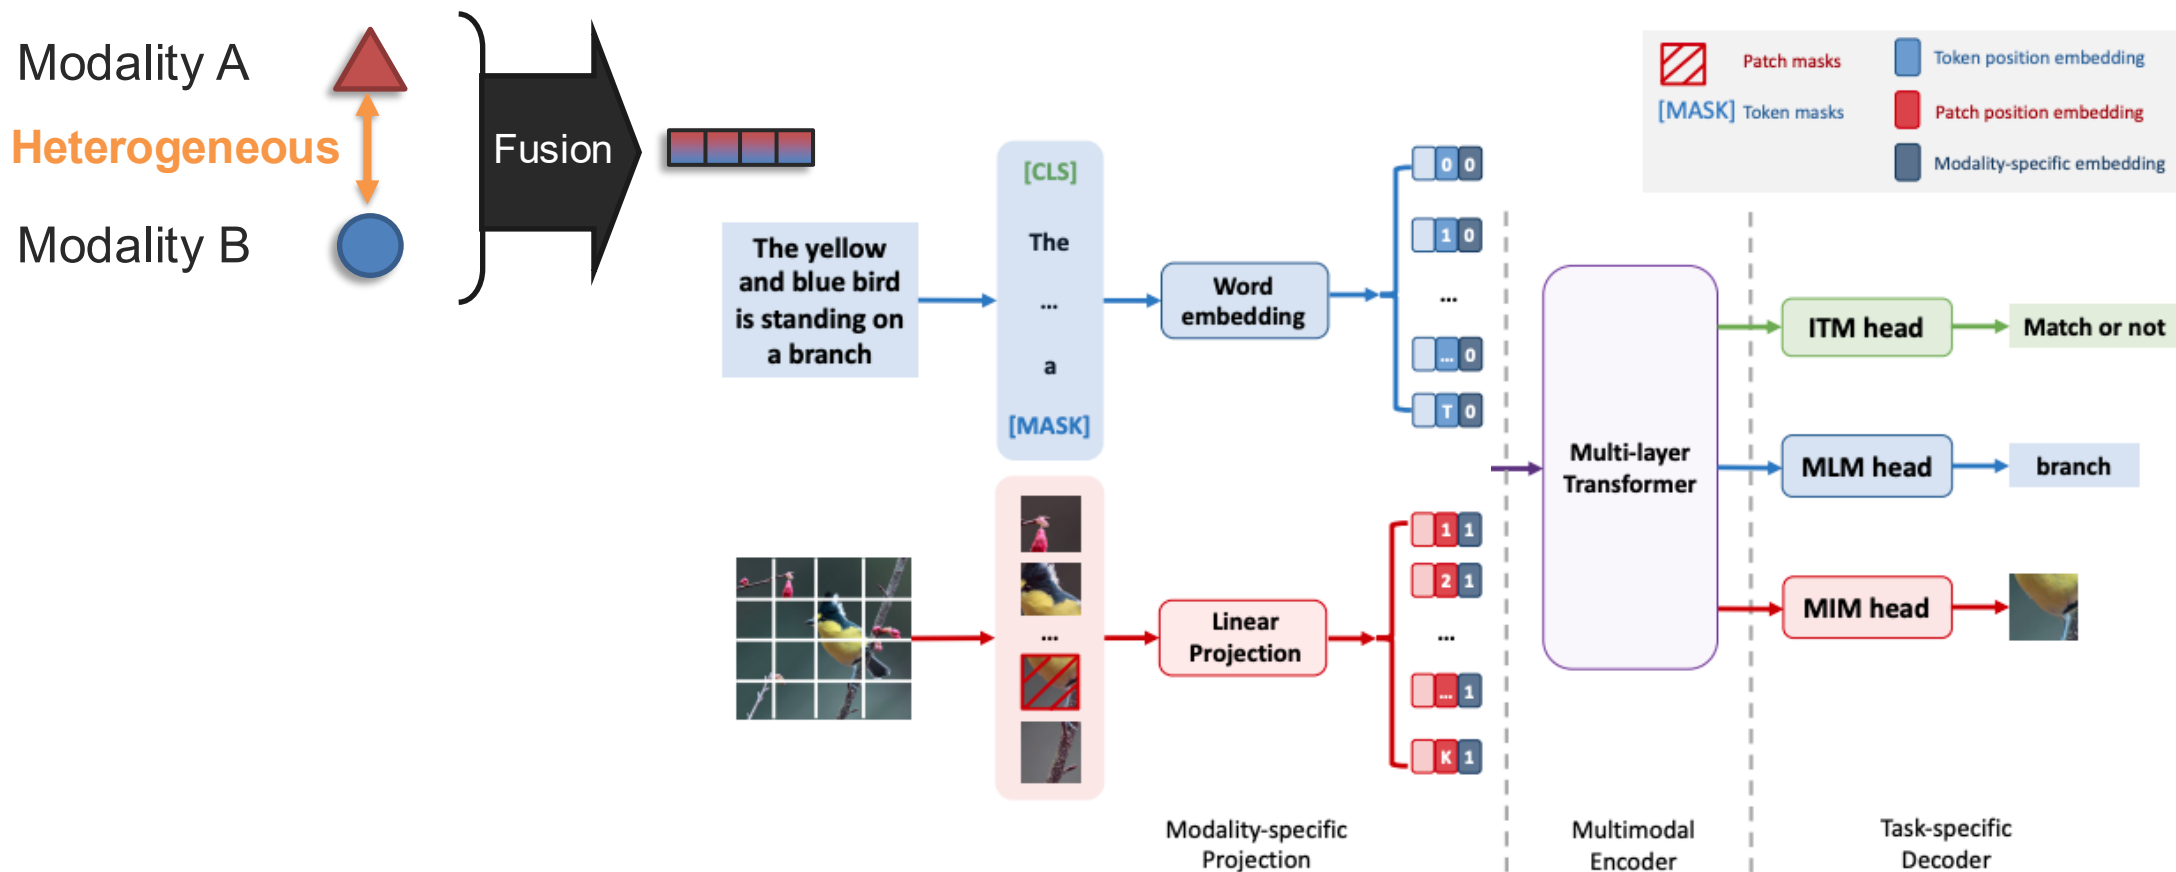 Modality A
Heterogeneous
Modality B
Fusion
Patch masks
[MASK] Token masks
Token position embedding
Patch position embedding
Modality-specific embedding
The yellow
and blue bird
is standing on
a branch
[CLS]
The
...
a
[MASK]
Word
embedding
0 0
1 0
...
... 0
T 0
...
Linear
Projection
1 1
2 1
...
... 1
K 1
Multi-layer
Transformer
ITM head
Match or not
MLM head
branch
MIM head
Modality-specific
Projection
Multimodal
Encoder
Task-specific
Decoder